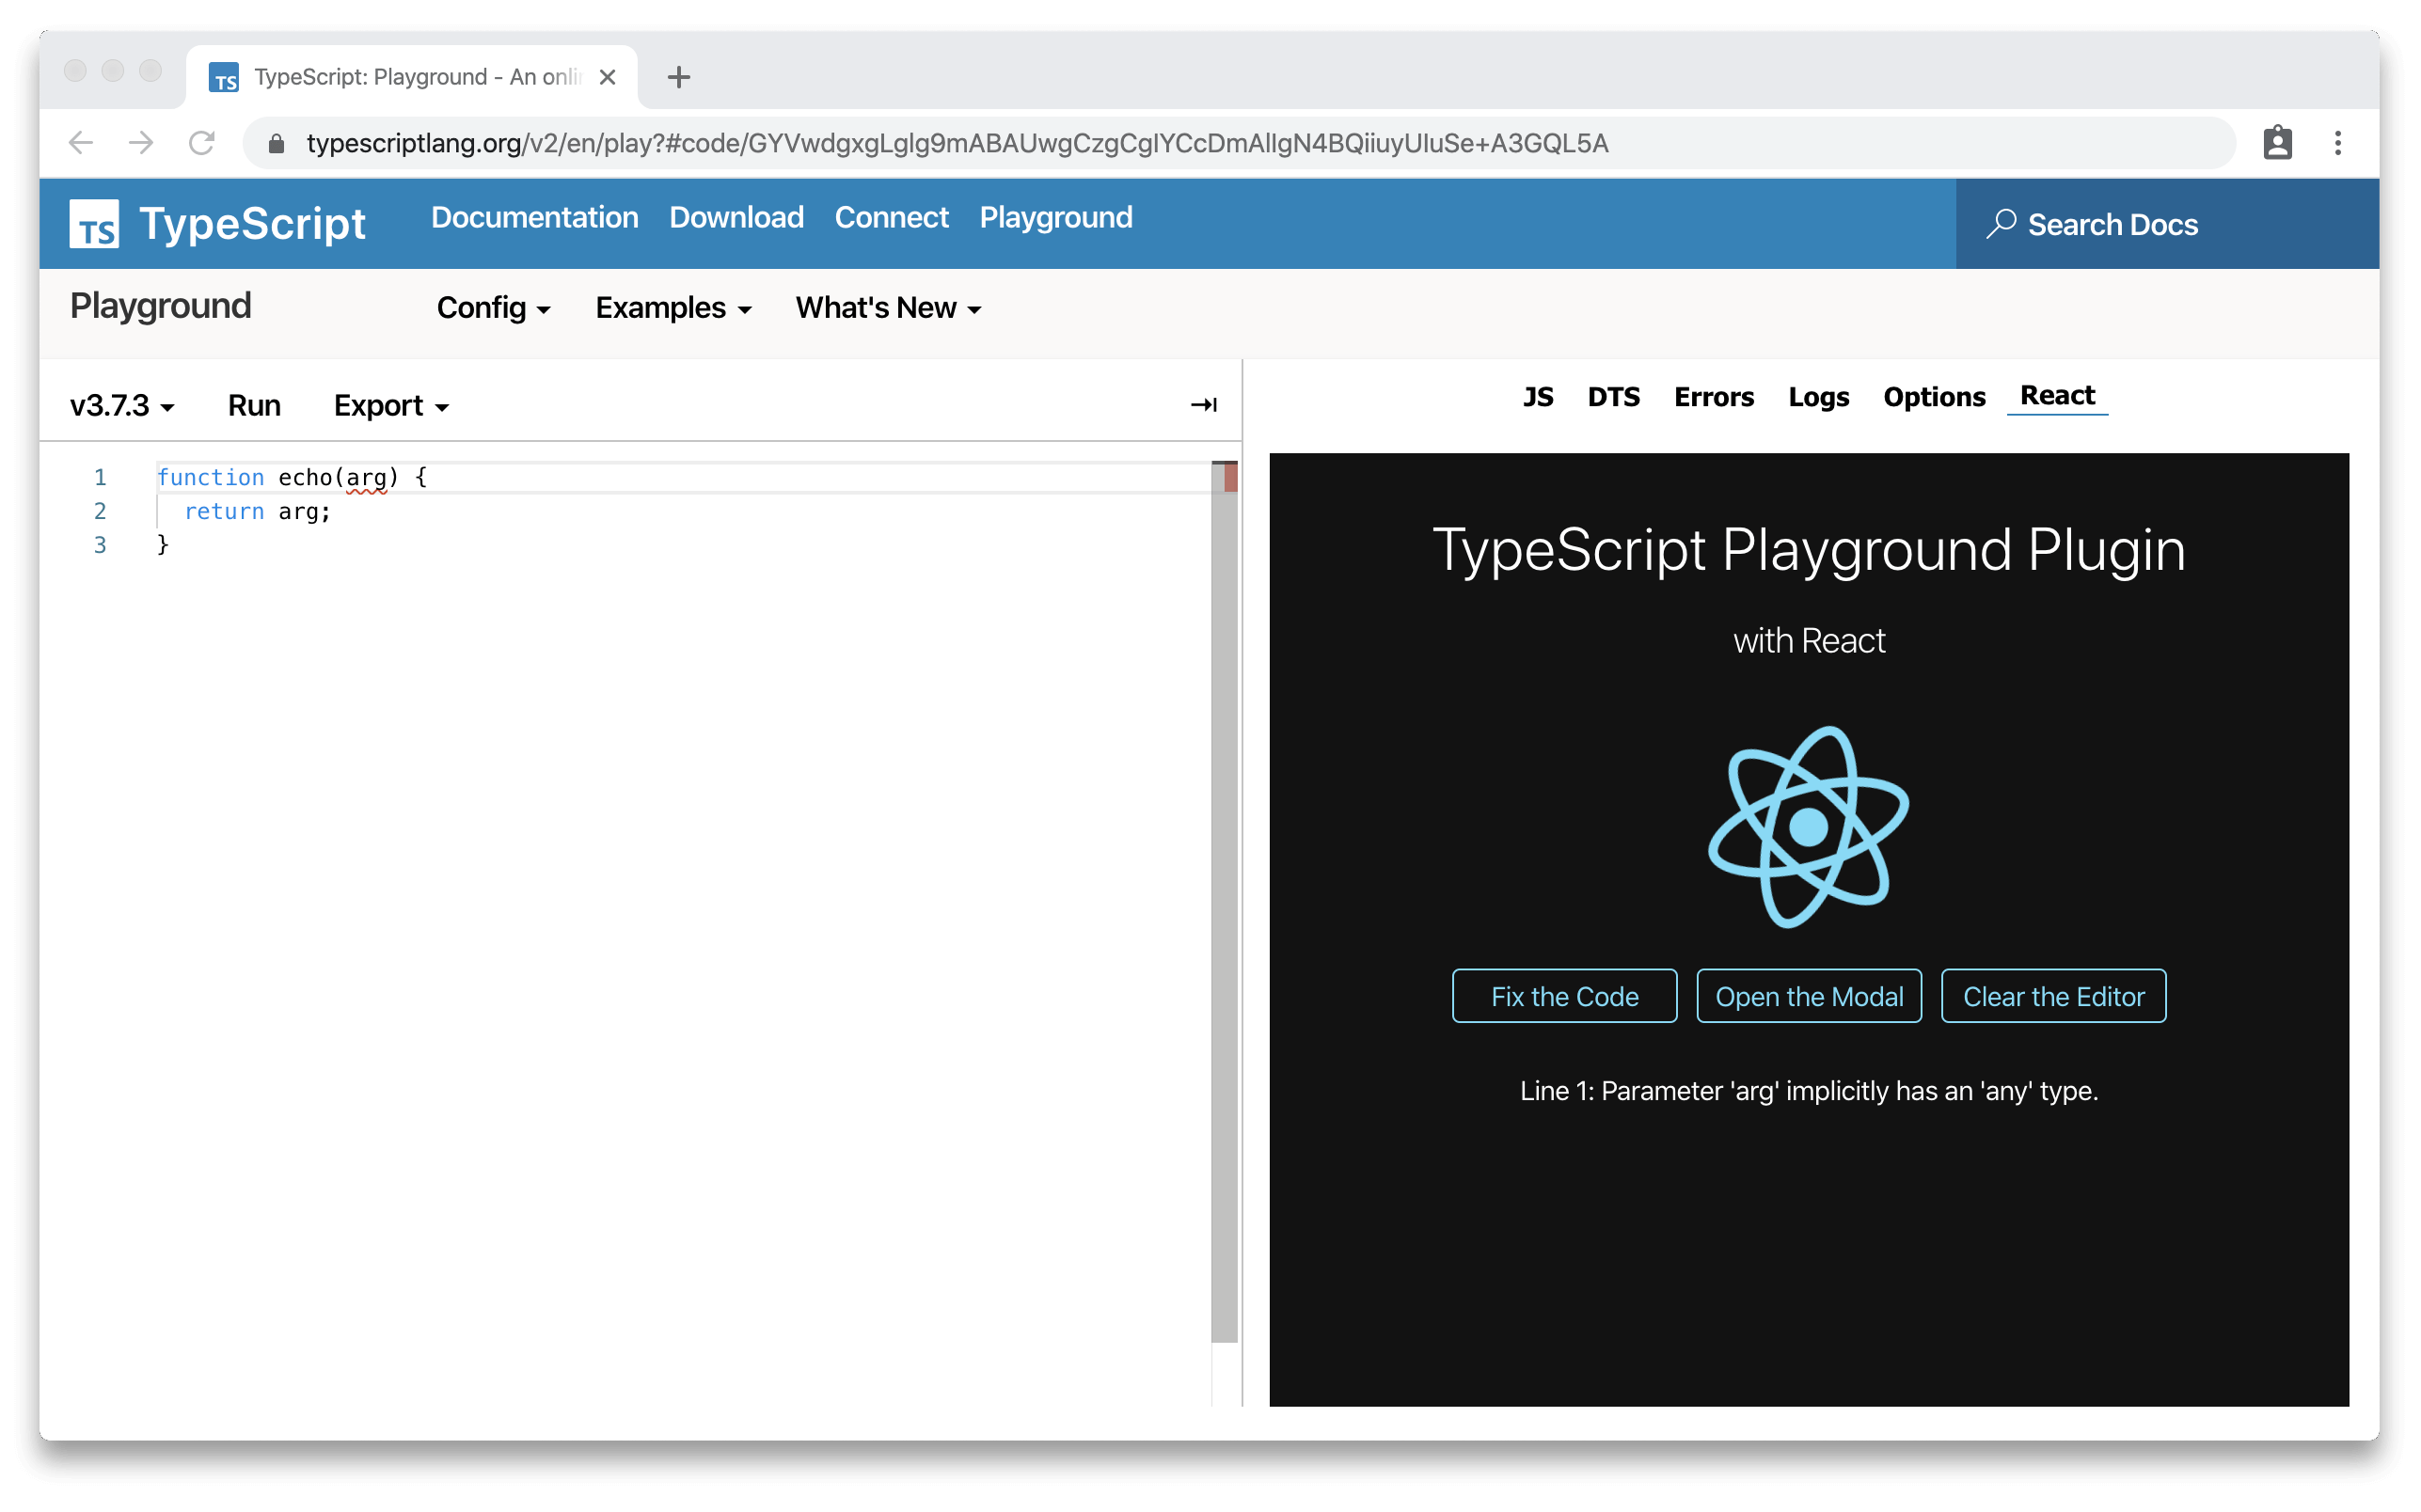 TS TypeScript: Playground - An onli
typescriptlang.org/v2/en/play?#code/GYVwdgxgLglg9mABAUwgCzgCgIYCcDmAlIgN4BQiiuyUIuSe+A3GQL5A
TS TypeScript Documentation Download Connect Playground Search Docs
Playground Config Examples What's New
v3.7.3 Run Export
JS DTS Errors Logs Options React
1 function echo(arg) {
2 return arg;
3 }
TypeScript Playground Plugin
with React
Fix the Code Open the Modal Clear the Editor
Line 1: Parameter 'arg' implicitly has an 'any' type.